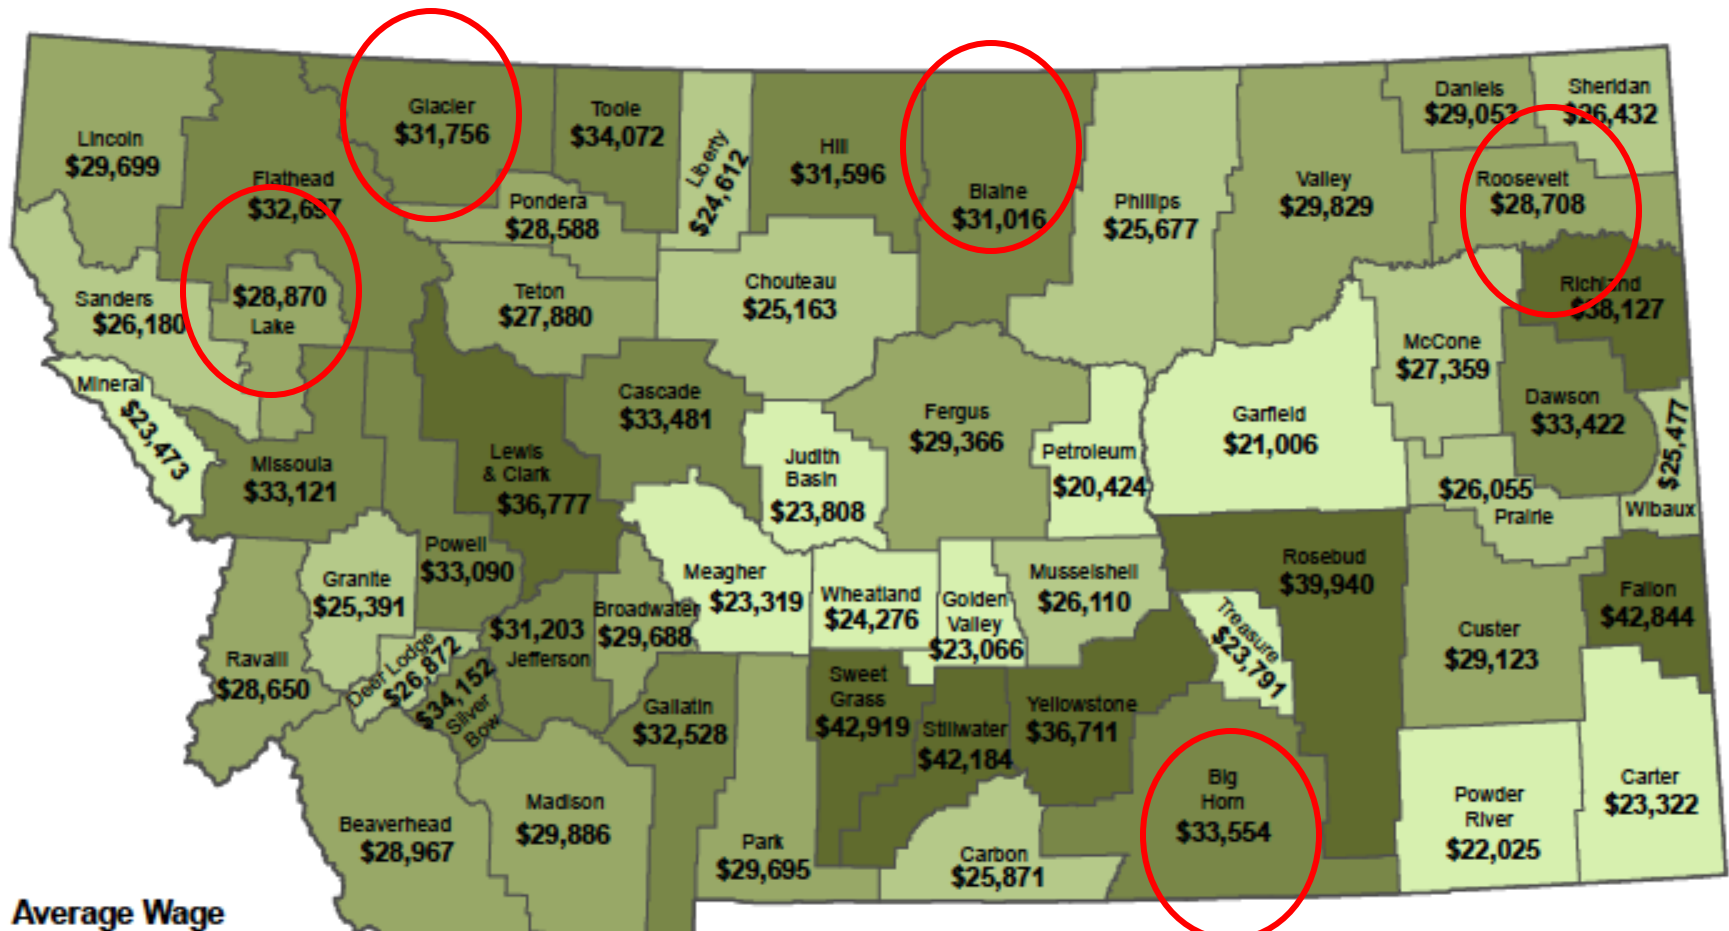 Glacier
$31,756
Toole
$34,072
Liberty
$24,612
Hill
$31,596
Blaine
$31,016
Phillips
$25,677
Valley
$29,829
Daniels
$29,053
Sheridan
$26,432
Roosevelt
$28,708
Richland
$38,127
Lincoln
$29,699
Flathead
$32,697
Pondera
$28,588
Sanders
$26,180
$28,870
Lake
Teton
$27,880
Chouteau
$25,163
McCone
$27,359
Dawson
$33,422
$25,477
Wibaux
Mineral
$23,473
Missoula
$33,121
Lewis
& Clark
$36,777
Cascade
$33,481
Judith
Basin
$23,808
Fergus
$29,366
Petroleum
$20,424
Garfield
$21,006
$26,055
Prairie
Powell
$33,090
Granite
$25,391
Ravalli
$28,650
Deer Lodge
$26,872
$34,152
Silver
Bow
$31,203
Jefferson
Broadwater
$29,688
Meagher
$23,319
Wheatland
$24,276
Golden
Valley
$23,066
Musselshell
$26,110
Treasure
$23,791
Rosebud
$39,940
Custer
$29,123
Fallon
$42,844
Gallatin
$32,528
Sweet
Grass
$42,919
Stillwater
$42,184
Yellowstone
$36,711
Big
Horn
$33,554
Powder
River
$22,025
Carter
$23,322
Beaverhead
$28,967
Madison
$29,886
Park
$29,695
Carbon
$25,871
Average Wage